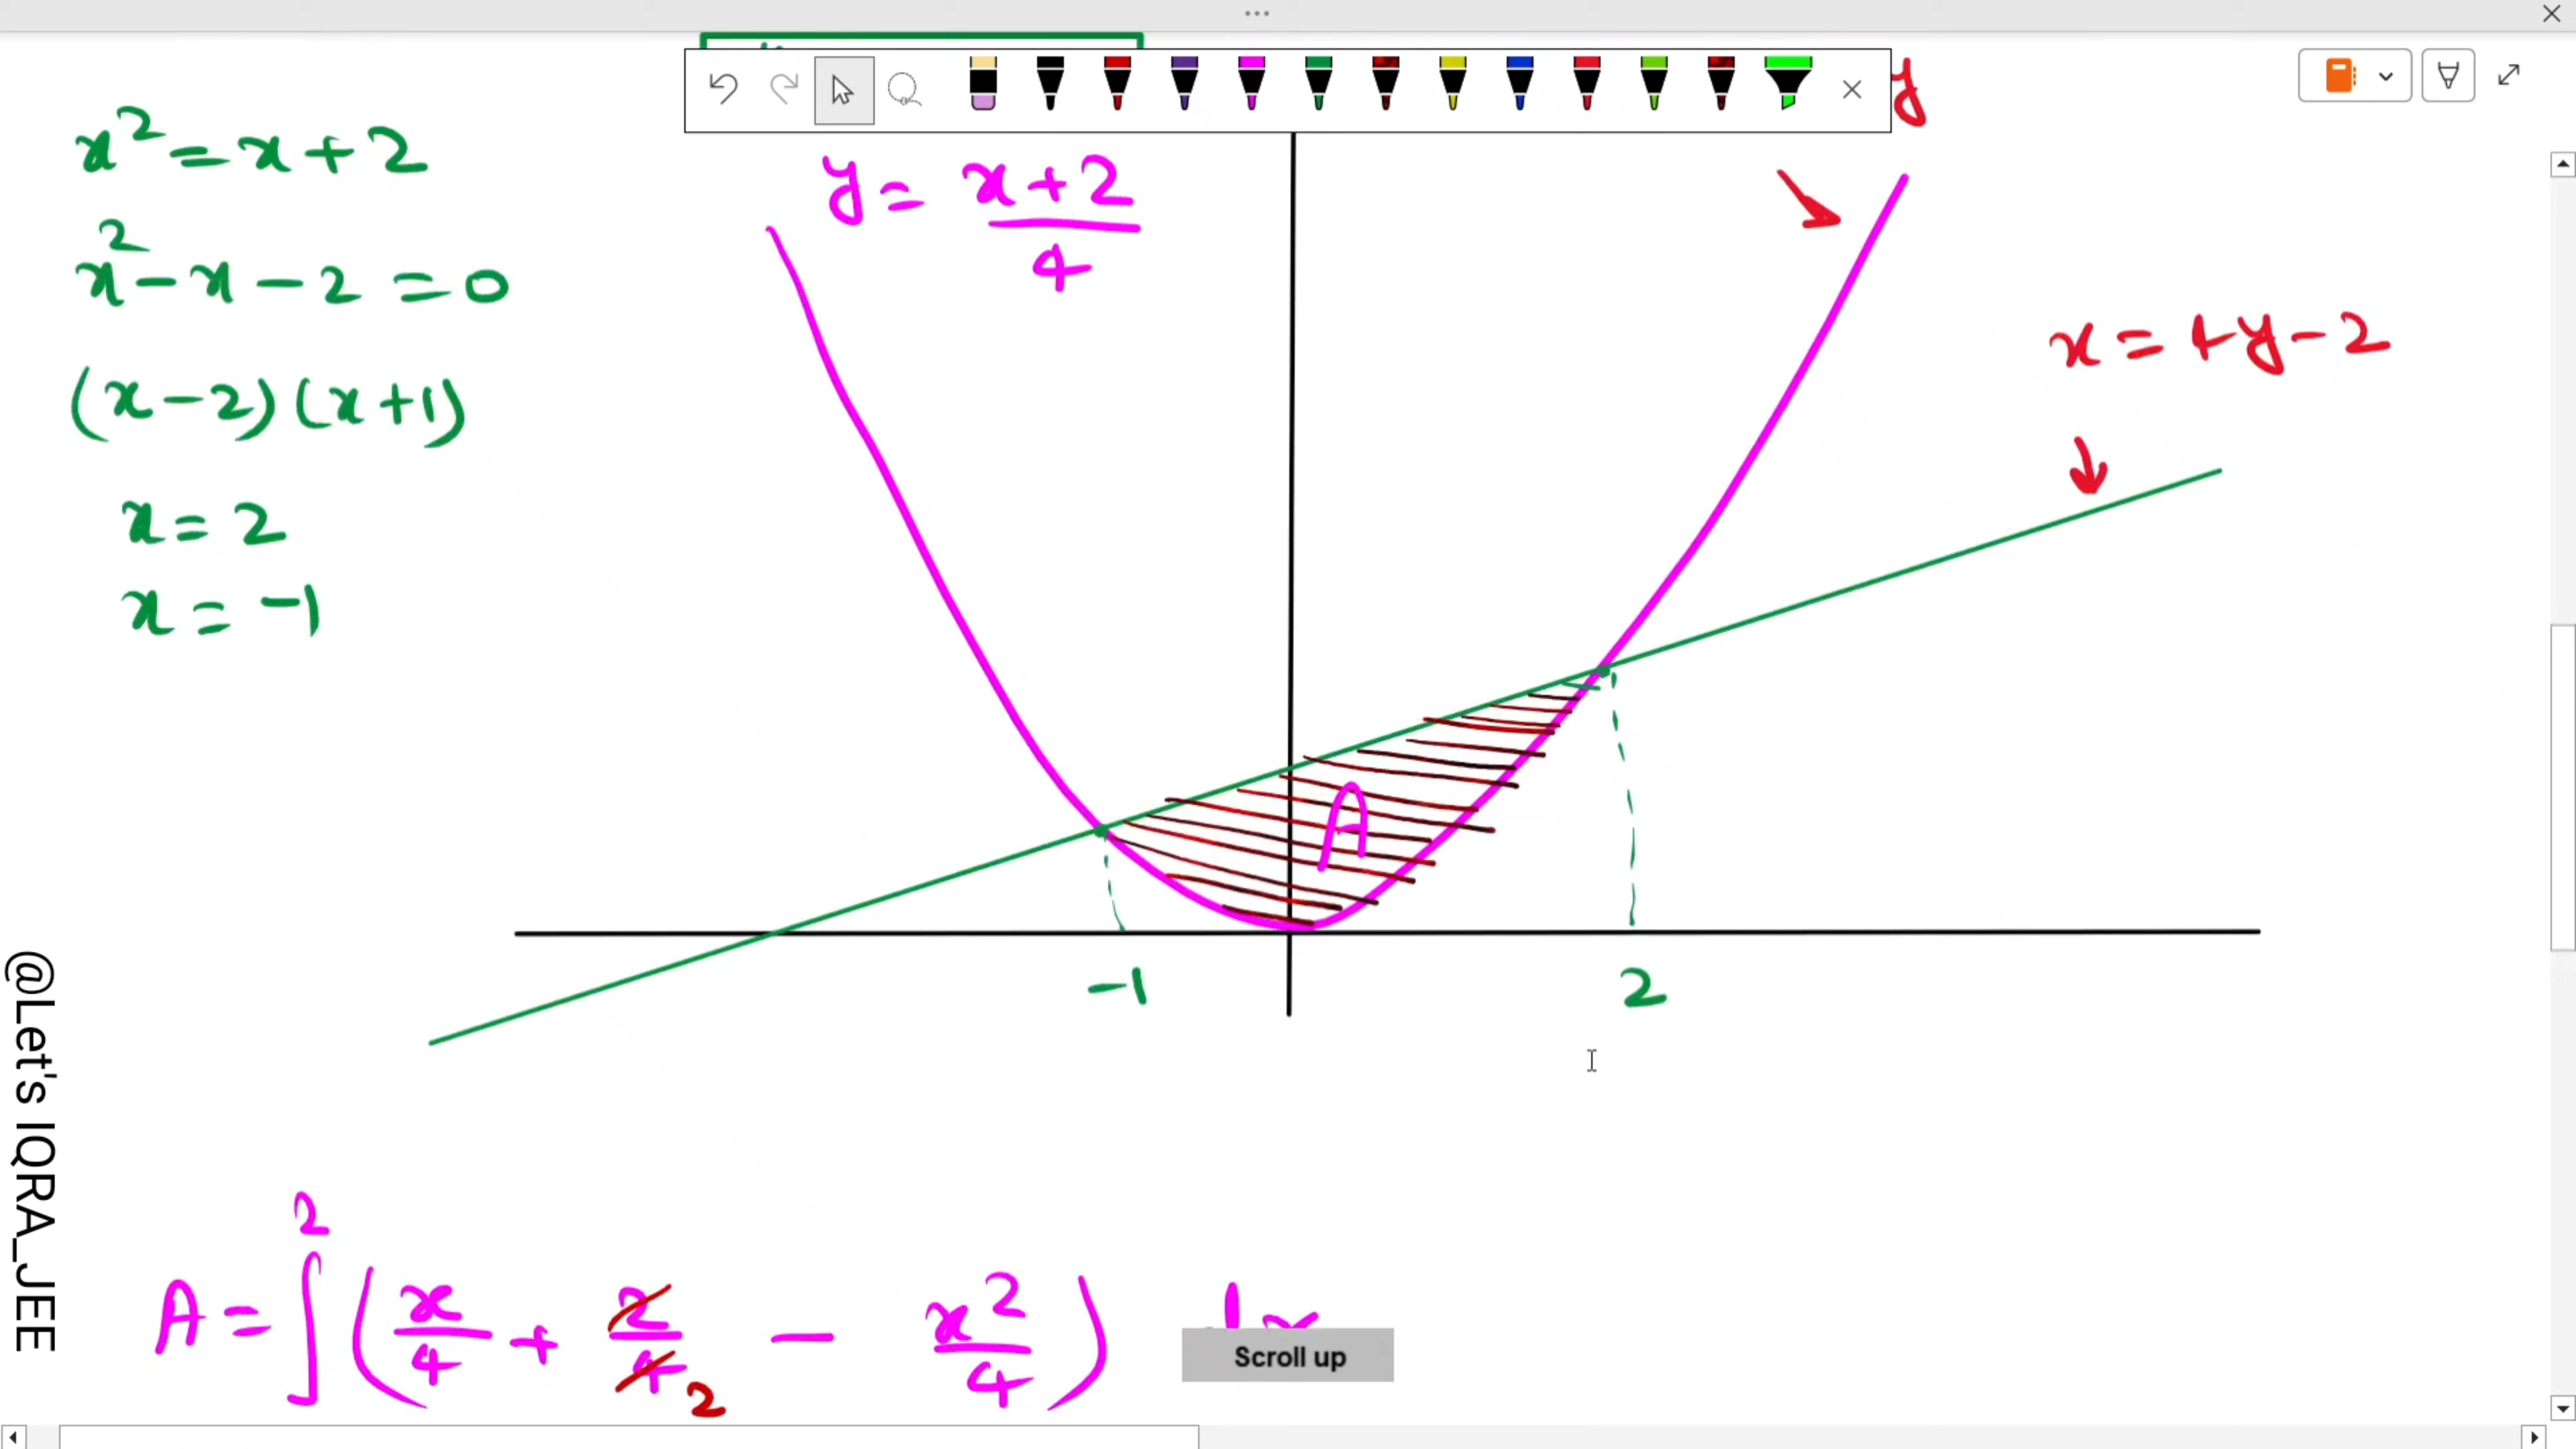 y
x² = x + 2
y = x + 2 / 4
x² - x - 2 = 0
x = 4y - 2
(x - 2) (x + 1)
x = 2
x = -1
A
-1
2
@Let's IQRA_JEE
A = ∫² ( x/4 + 2/4 2 - x²/4 ) dx
Scroll up